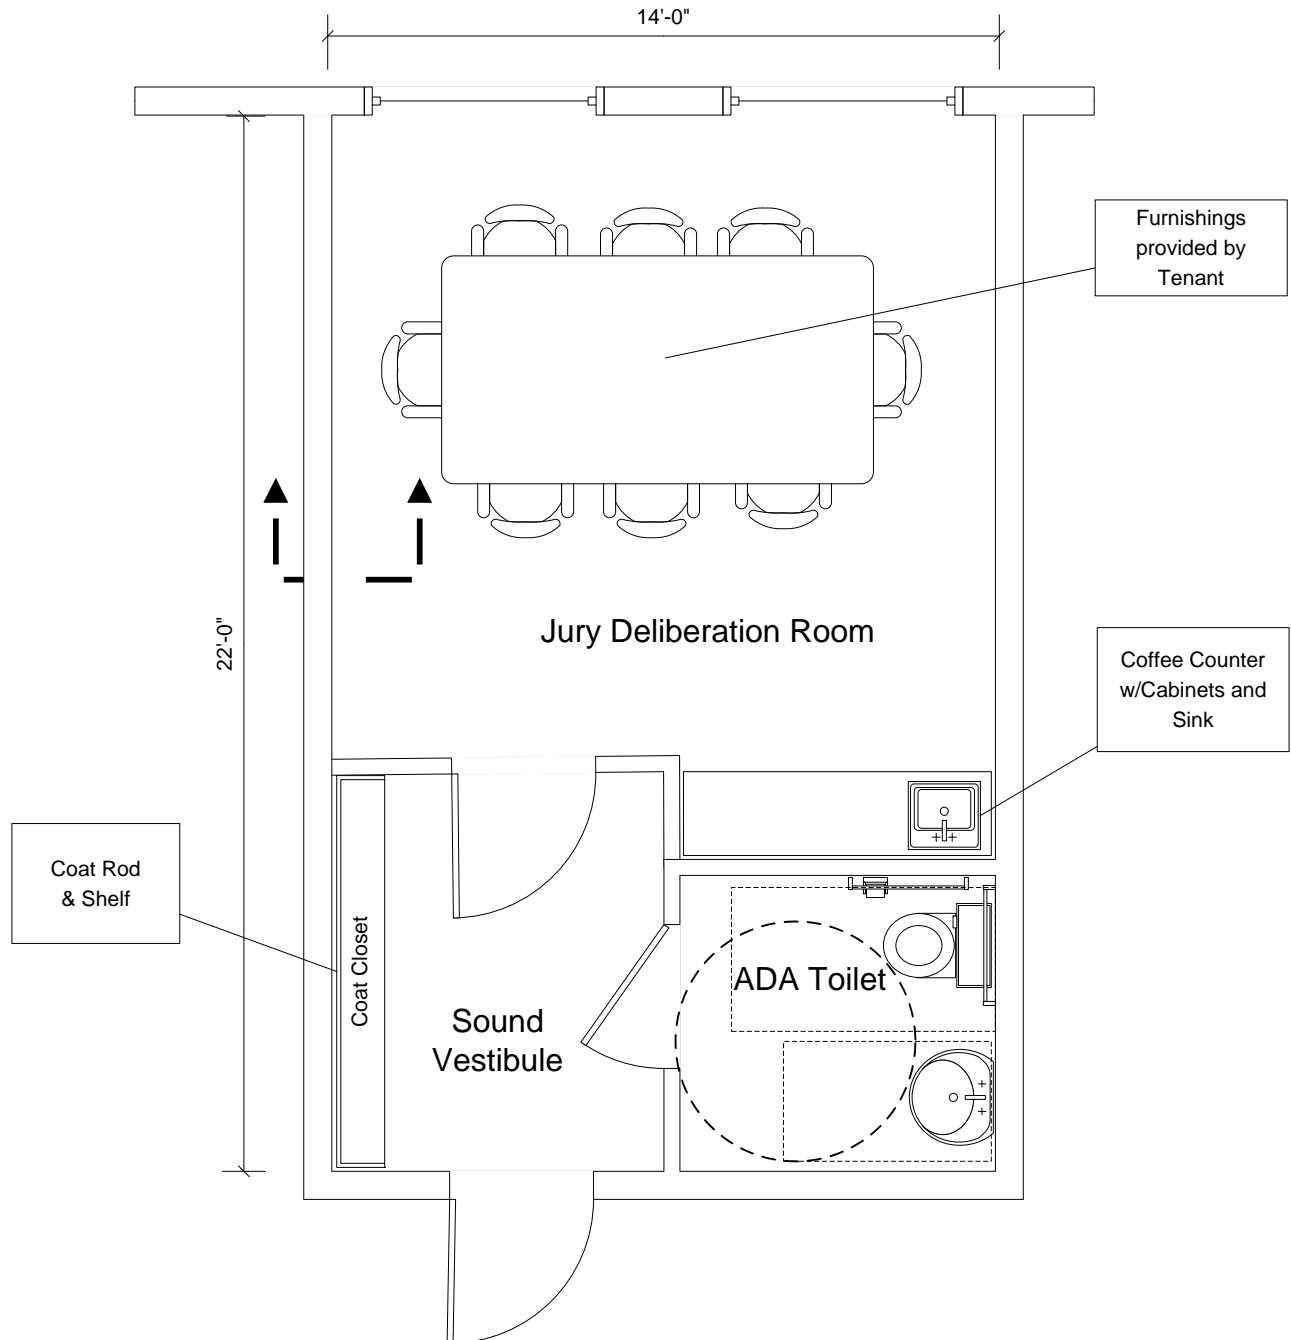 14'-0"
Furnishings
provided by
Tenant
22'-0"
Jury Deliberation Room
Coffee Counter
w/Cabinets and
Sink
Coat Rod
& Shelf
Coat Closet
ADA Toilet
Sound
Vestibule